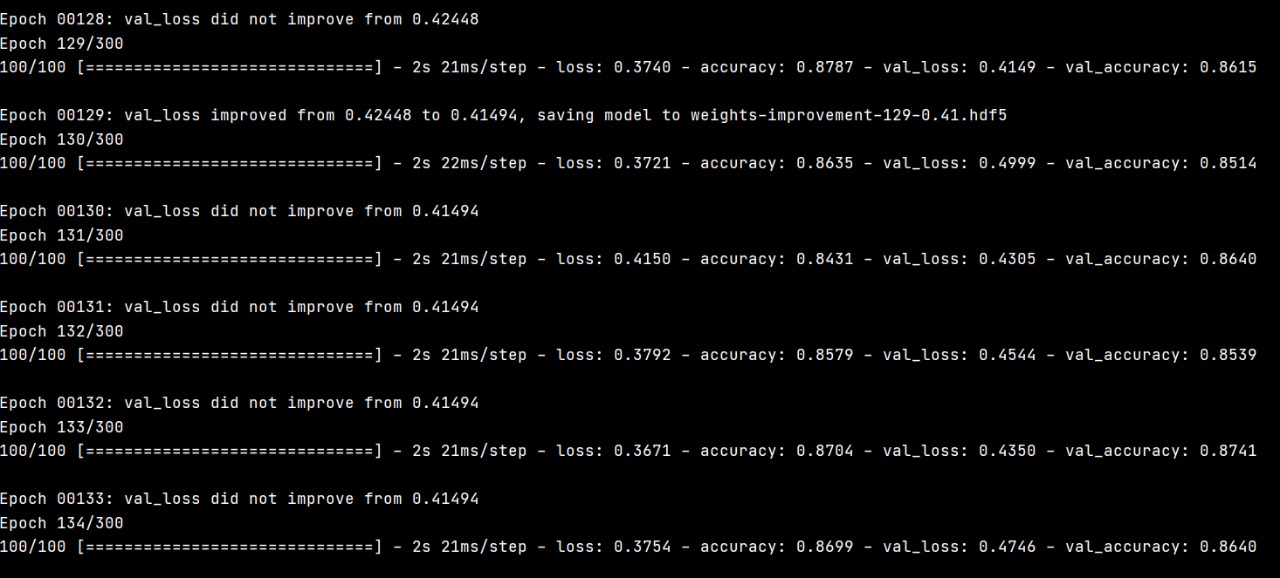 Epoch 00128: val_loss did not improve from 0.42448
Epoch 129/300
100/100 [==============================] - 2s 21ms/step - loss: 0.3740 - accuracy: 0.8787 - val_loss: 0.4149 - val_accuracy: 0.8615
Epoch 00129: val_loss improved from 0.42448 to 0.41494, saving model to weights-improvement-129-0.41.hdf5
Epoch 130/300
100/100 [==============================] - 2s 22ms/step - loss: 0.3721 - accuracy: 0.8635 - val_loss: 0.4999 - val_accuracy: 0.8514
Epoch 00130: val_loss did not improve from 0.41494
Epoch 131/300
100/100 [==============================] - 2s 21ms/step - loss: 0.4150 - accuracy: 0.8431 - val_loss: 0.4305 - val_accuracy: 0.8640
Epoch 00131: val_loss did not improve from 0.41494
Epoch 132/300
100/100 [==============================] - 2s 21ms/step - loss: 0.3792 - accuracy: 0.8579 - val_loss: 0.4544 - val_accuracy: 0.8539
Epoch 00132: val_loss did not improve from 0.41494
Epoch 133/300
100/100 [==============================] - 2s 21ms/step - loss: 0.3671 - accuracy: 0.8704 - val_loss: 0.4350 - val_accuracy: 0.8741
Epoch 00133: val_loss did not improve from 0.41494
Epoch 134/300
100/100 [==============================] - 2s 21ms/step - loss: 0.3754 - accuracy: 0.8699 - val_loss: 0.4746 - val_accuracy: 0.8640